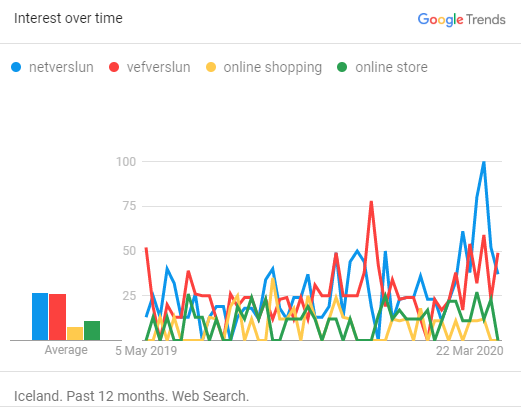 Interest over time
Google Trends
netverslun vefverslun online shopping online store
100
75
50
25
Average
5 May 2019 22 Mar 2020
Iceland. Past 12 months. Web Search.